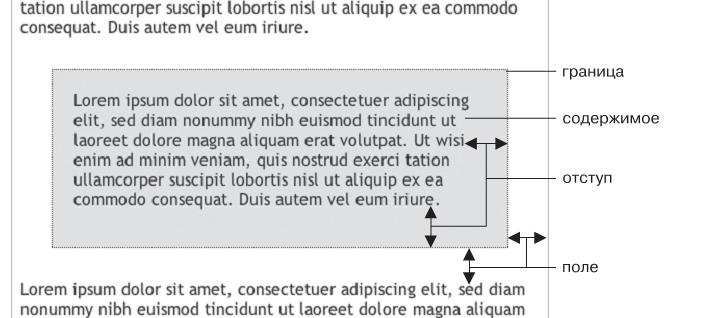 tation ullamcorper suscipit lobortis nisl ut aliquip ex ea commodo
consequat. Duis autem vel eum iriure.
граница
Lorem ipsum dolor sit amet, consectetuer adipiscing
elit, sed diam nonummy nibh euismod tincidunt ut
содержимое
laoreet dolore magna aliquam erat volutpat. Ut wisi
enim ad minim veniam, quis nostrud exerci tation
ullamcorper suscipit lobortis nisl ut aliquip ex ea
отступ
commodo consequat. Duis autem vel eum iriure.
поле
Lorem ipsum dolor sit amet, consectetuer adipiscing elit, sed diam
nonummy nibh euismod tincidunt ut laoreet dolore magna aliquam